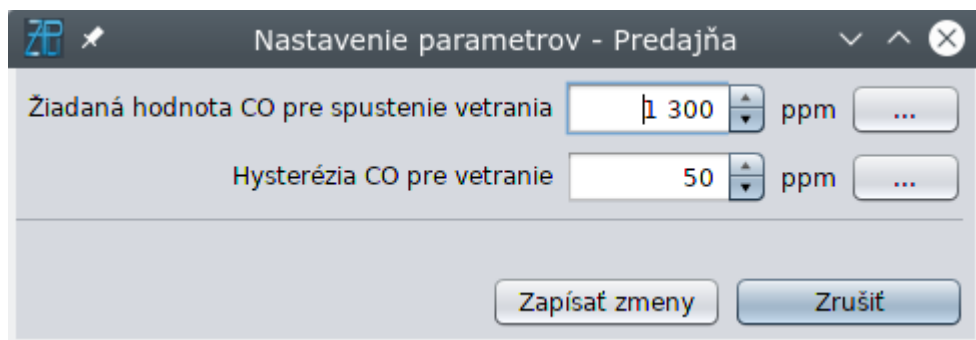 Nastavenie parametrov - Predajňa
Žiadaná hodnota CO pre spustenie vetrania 1 300 ppm ...
Hysterézia CO pre vetranie 50 ppm ...
Zapísať zmeny Zrušiť